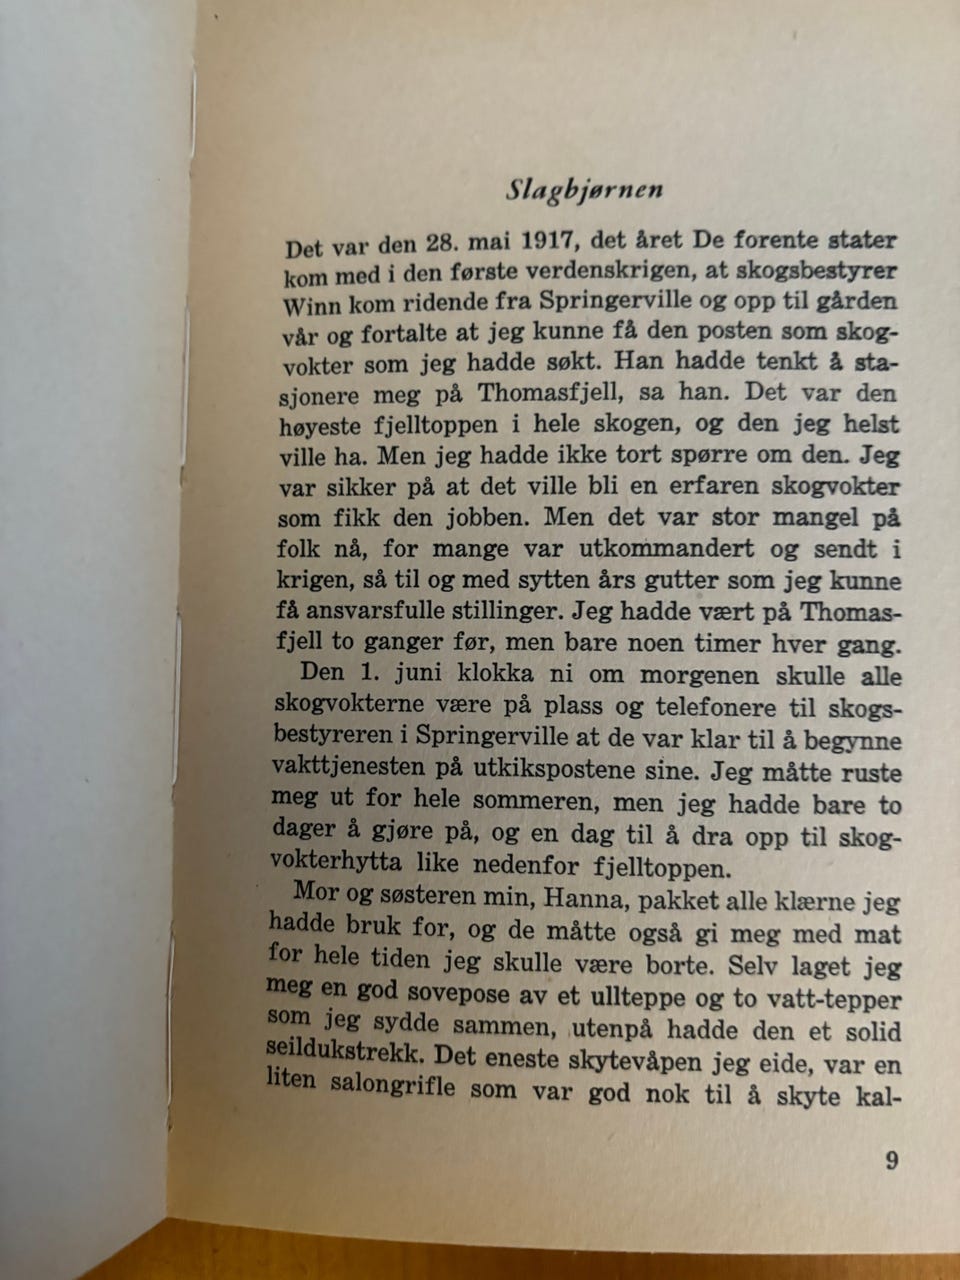 Slagbjørnen
Det var den 28. mai 1917, det året De forente stater
kom med i den første verdenskrigen, at skogsbestyrer
Winn kom ridende fra Springerville og opp til gården
vår og fortalte at jeg kunne få den posten som skog-
vokter som jeg hadde søkt. Han hadde tenkt å sta-
sjonere meg på Thomasfjell, sa han. Det var den
høyeste fjelltoppen i hele skogen, og den jeg helst
ville ha. Men jeg hadde ikke tort spørre om den. Jeg
var sikker på at det ville bli en erfaren skogvokter
som fikk den jobben. Men det var stor mangel på
folk nå, for mange var utkommandert og sendt i
krigen, så til og med sytten års gutter som jeg kunne
få ansvarsfulle stillinger. Jeg hadde vært på Thomas-
fjell to ganger før, men bare noen timer hver gang.
Den 1. juni klokka ni om morgenen skulle alle
skogvokterne være på plass og telefonere til skogs-
bestyreren i Springerville at de var klar til å begynne
vakttjenesten på utkikspostene sine. Jeg måtte ruste
meg ut for hele sommeren, men jeg hadde bare to
dager å gjøre på, og en dag til å dra opp til skog-
vokterhytta like nedenfor fjelltoppen.
Mor og søsteren min, Hanna, pakket alle klærne jeg
hadde bruk for, og de måtte også gi meg med mat
for hele tiden jeg skulle være borte. Selv laget jeg
meg en god sovepose av et ullteppe og to vatt-tepper
som jeg sydde sammen, utenpå hadde den et solid
seildukstrekk. Det eneste skytevåpen jeg eide, var en
liten salongrifle som var god nok til å skyte kal-
9